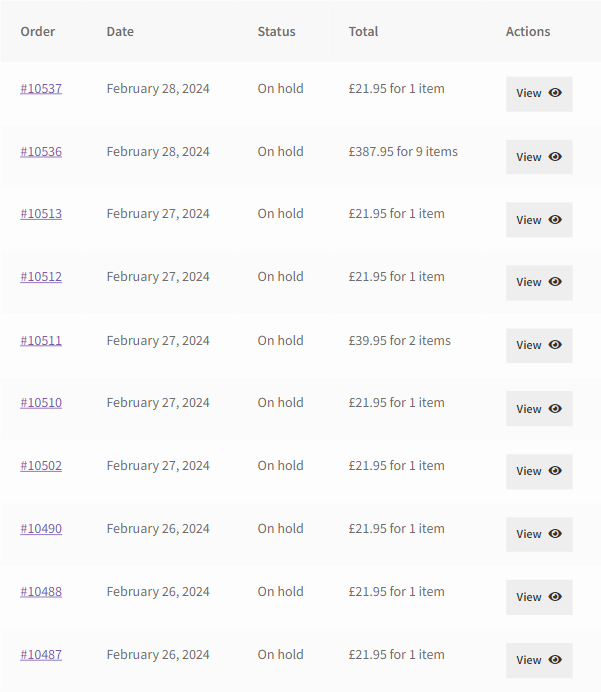 Order Date Status Total Actions
#10537 February 28, 2024 On hold £21.95 for 1 item View
#10536 February 28, 2024 On hold £387.95 for 9 items View
#10513 February 27, 2024 On hold £21.95 for 1 item View
#10512 February 27, 2024 On hold £21.95 for 1 item View
#10511 February 27, 2024 On hold £39.95 for 2 items View
#10510 February 27, 2024 On hold £21.95 for 1 item View
#10502 February 27, 2024 On hold £21.95 for 1 item View
#10490 February 26, 2024 On hold £21.95 for 1 item View
#10488 February 26, 2024 On hold £21.95 for 1 item View
#10487 February 26, 2024 On hold £21.95 for 1 item View